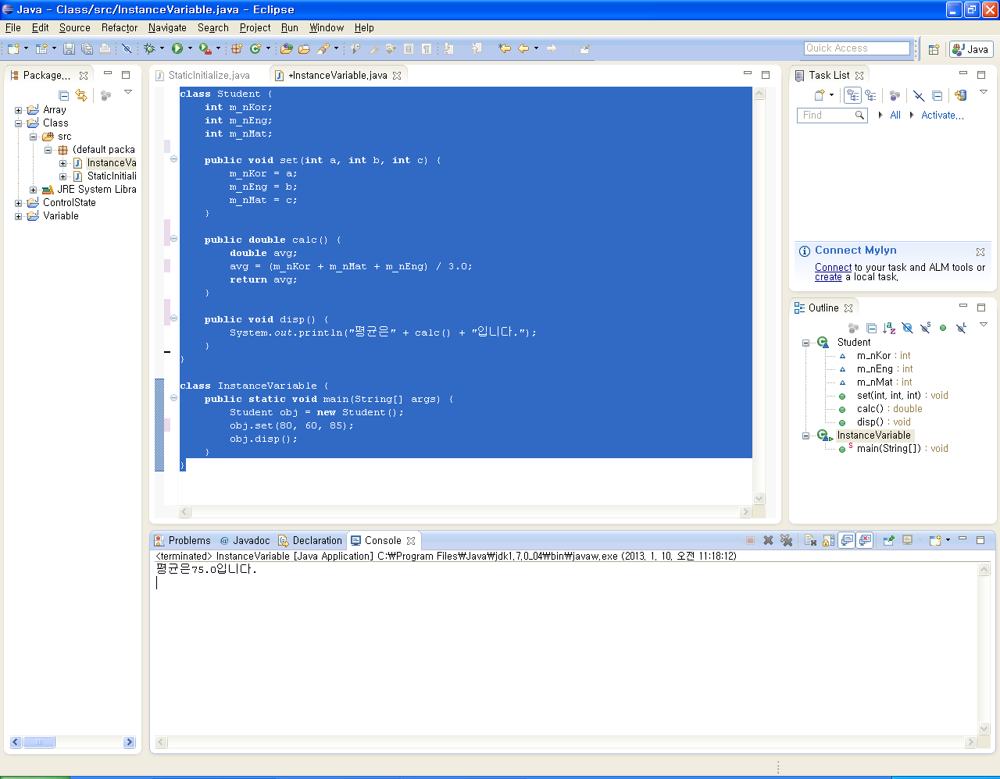 Java - Class/src/InstanceVariable.java - Eclipse
File Edit Source Refactor Navigate Search Project Run Window Help
Quick Access
Java
Package...
Array
Class
src
(default packa
InstanceVa
StaticInitiali
JRE System Libra
ControlState
Variable
StaticInitialize.java
*InstanceVariable.java
class Student {
int m_nKor;
int m_nEng;
int m_nMat;
public void set(int a, int b, int c) {
m_nKor = a;
m_nEng = b;
m_nMat = c;
}
public double calc() {
double avg;
avg = (m_nKor + m_nMat + m_nEng) / 3.0;
return avg;
}
public void disp() {
System.out.println("평균은" + calc() + "입니다.");
}
}
class InstanceVariable {
public static void main(String[] args) {
Student obj = new Student();
obj.set(80, 60, 85);
obj.disp();
}
}
Task List
Find
All
Activate...
Connect Mylyn
Connect to your task and ALM tools or
create a local task.
Outline
Student
m_nKor : int
m_nEng : int
m_nMat : int
set(int, int, int) : void
calc() : double
disp() : void
InstanceVariable
main(String[]) : void
Problems @ Javadoc Declaration Console
<terminated> InstanceVariable [Java Application] C:₩Program Files₩Java₩jdk1.7.0_04₩bin₩javaw.exe (2013. 1. 10. 오전 11:18:12)
평균은75.0입니다.